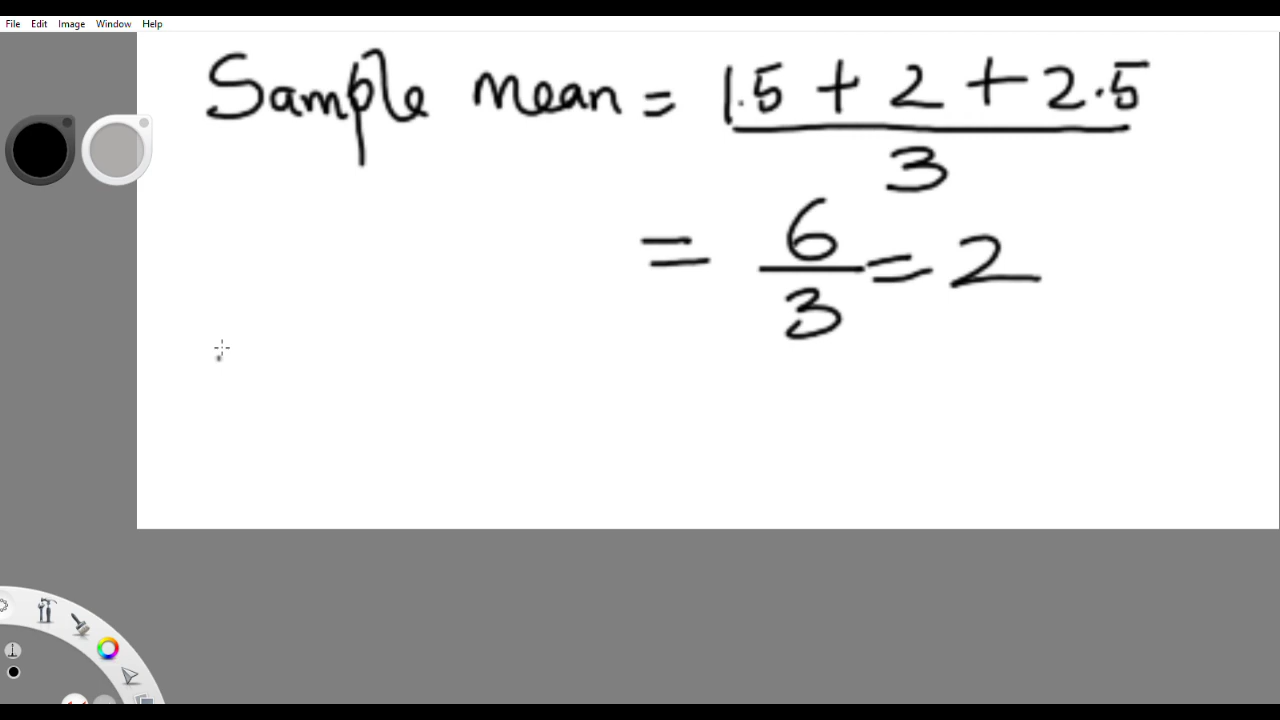 File Edit Image Window Help
Sample mean = 1.5 + 2 + 2.5
3
= 6
3 = 2